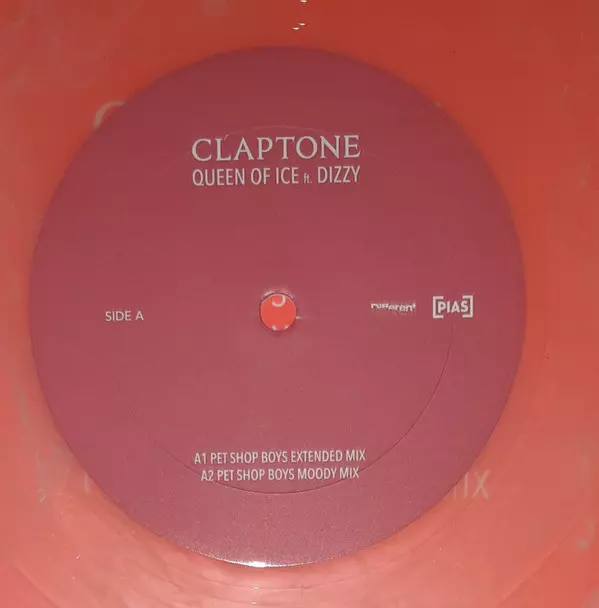 CLAPTONE
QUEEN OF ICE ft. DIZZY
SIDE A
Different [PIAS]
A1 PET SHOP BOYS EXTENDED MIX
A2 PET SHOP BOYS MOODY MIX
IX